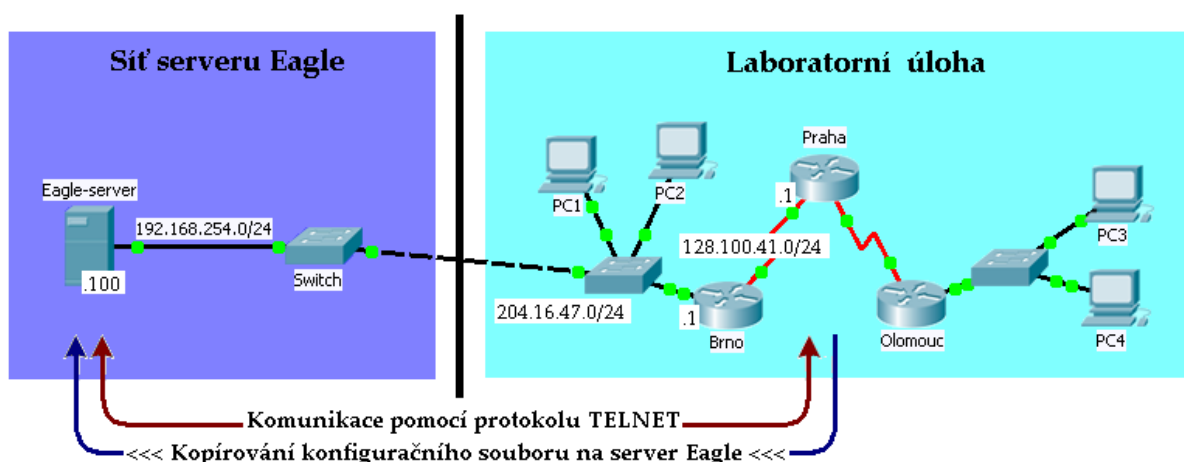 Síť serveru Eagle
Laboratorní úloha
Eagle-server
192.168.254.0/24
.100
Switch
PC1
PC2
204.16.47.0/24
.1
Brno
128.100.41.0/24
.1
Praha
Olomouc
PC3
PC4
Komunikace pomocí protokolu TELNET
<<< Kopírování konfiguračního souboru na server Eagle <<<